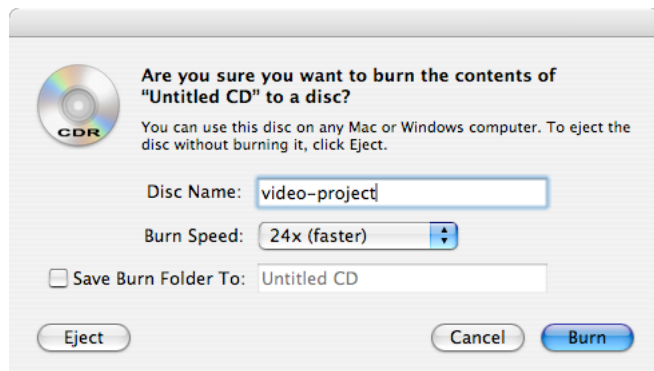 Are you sure you want to burn the contents of
“Untitled CD” to a disc?
CDR
You can use this disc on any Mac or Windows computer. To eject the
disc without burning it, click Eject.
Disc Name: video-project
Burn Speed: 24x (faster)
Save Burn Folder To: Untitled CD
Eject Cancel Burn